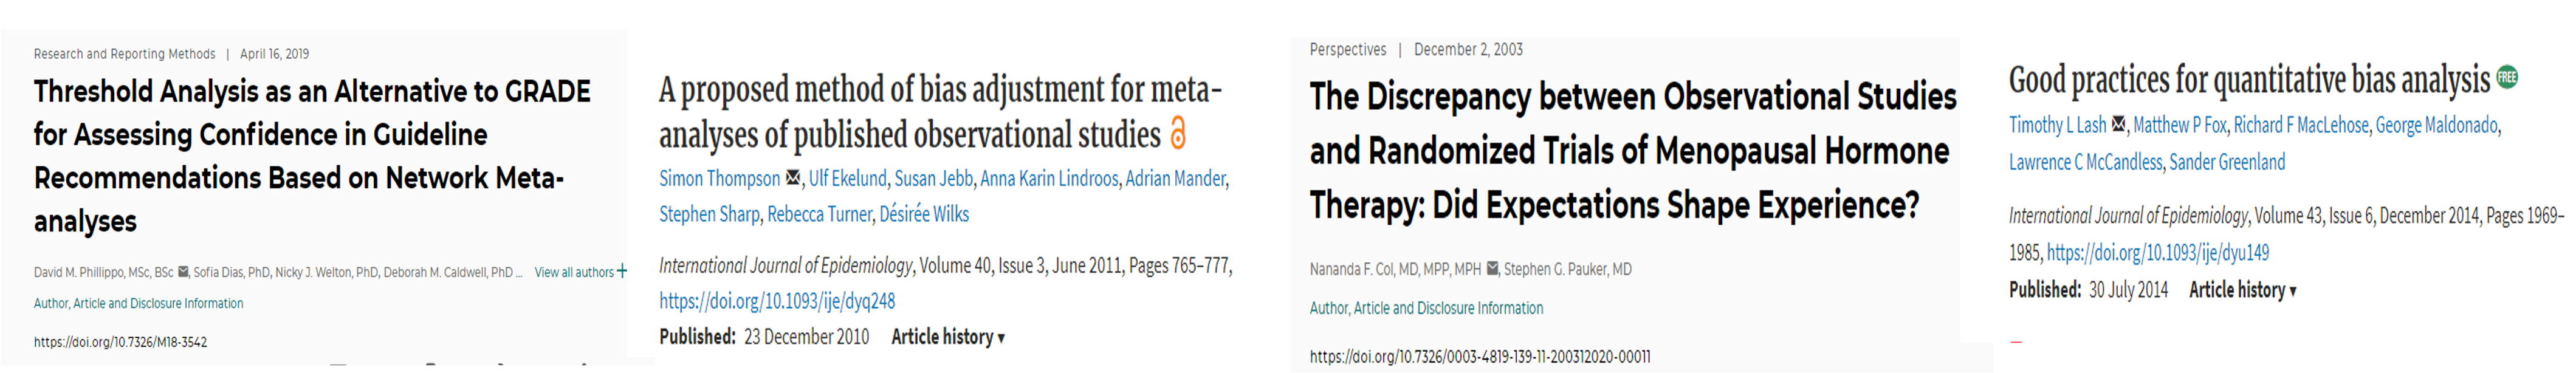 Research and Reporting Methods | April 16, 2019
Threshold Analysis as an Alternative to GRADE
for Assessing Confidence in Guideline
Recommendations Based on Network Meta-
analyses
David M. Phillippo, MSc, BSc, Sofia Dias, PhD, Nicky J. Welton, PhD, Deborah M. Caldwell, PhD ... View all authors +
Author, Article and Disclosure Information
https://doi.org/10.7326/M18-3542
A proposed method of bias adjustment for meta-
analyses of published observational studies
Simon Thompson, Ulf Ekelund, Susan Jebb, Anna Karin Lindroos, Adrian Mander,
Stephen Sharp, Rebecca Turner, Désirée Wilks
International Journal of Epidemiology, Volume 40, Issue 3, June 2011, Pages 765–777,
https://doi.org/10.1093/ije/dyq248
Published: 23 December 2010 Article history ▾
Perspectives | December 2, 2003
The Discrepancy between Observational Studies
and Randomized Trials of Menopausal Hormone
Therapy: Did Expectations Shape Experience?
Nananda F. Col, MD, MPP, MPH, Stephen G. Pauker, MD
Author, Article and Disclosure Information
https://doi.org/10.7326/0003-4819-139-11-200312020-00011
Good practices for quantitative bias analysis FREE
Timothy L Lash, Matthew P Fox, Richard F MacLehose, George Maldonado,
Lawrence C McCandless, Sander Greenland
International Journal of Epidemiology, Volume 43, Issue 6, December 2014, Pages 1969–
1985, https://doi.org/10.1093/ije/dyu149
Published: 30 July 2014 Article history ▾